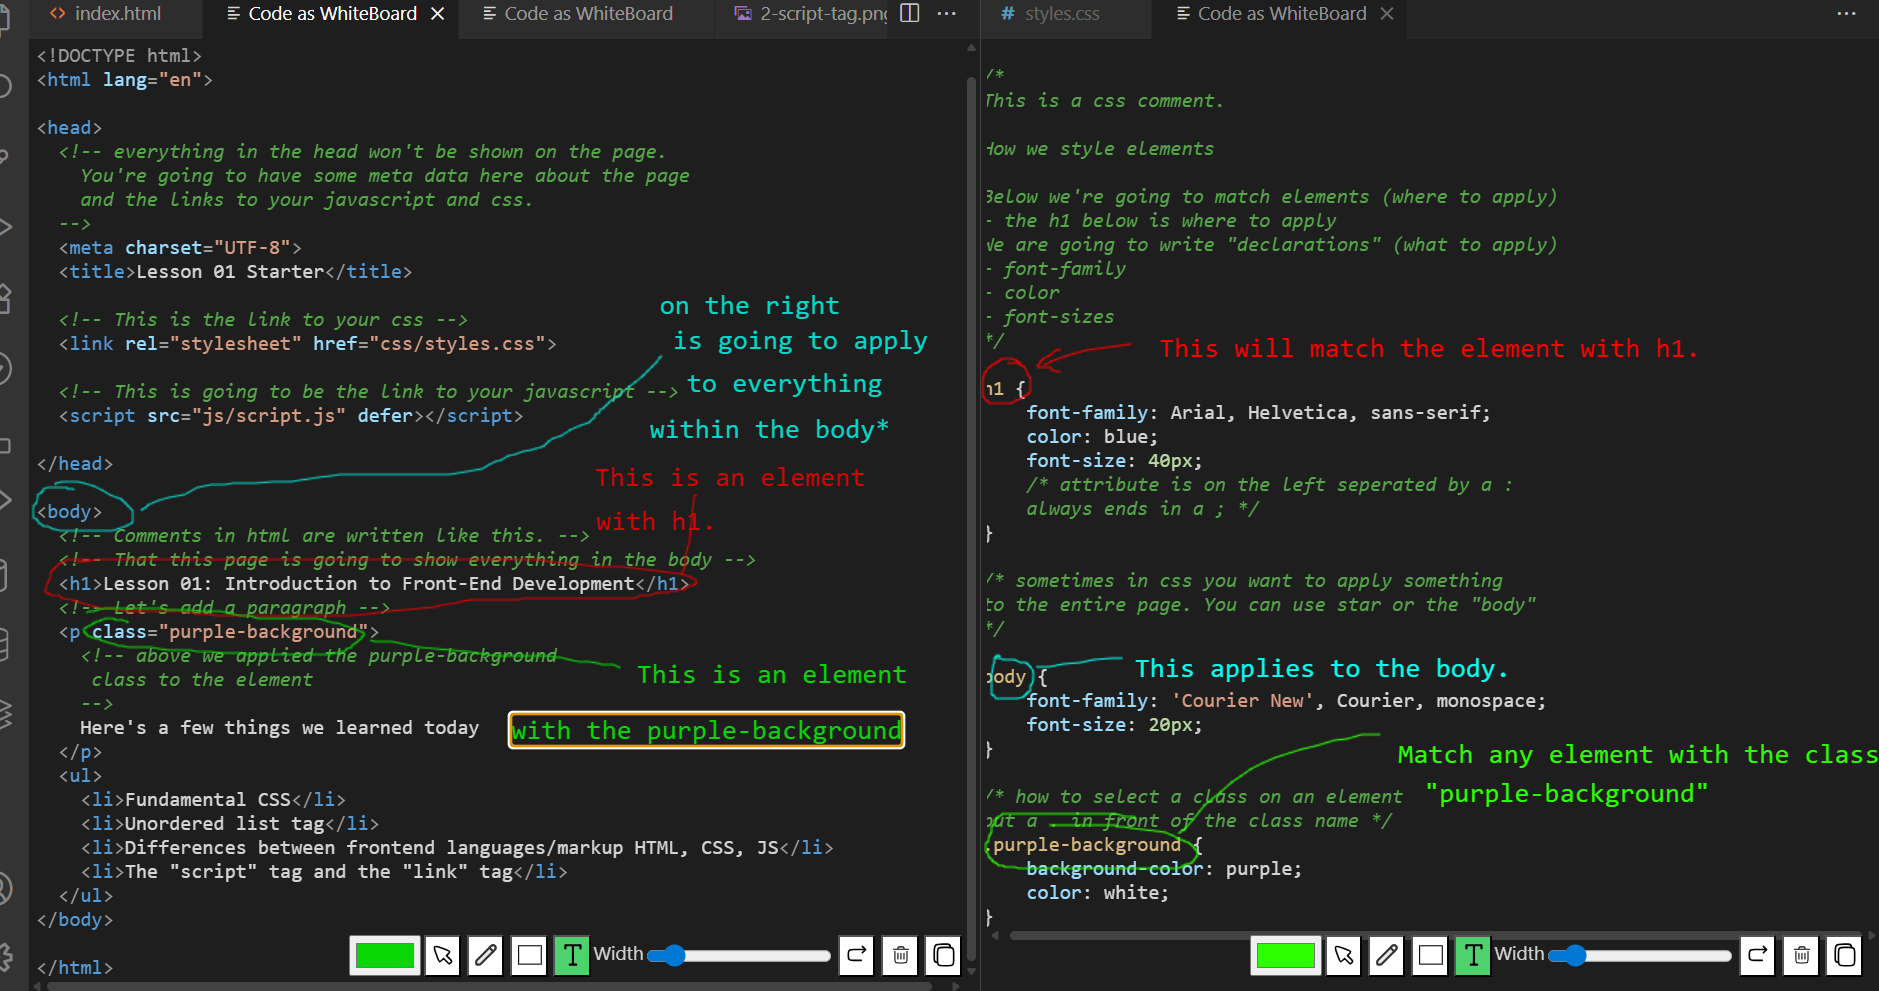 index.html
Code as WhiteBoard
Code as WhiteBoard
2-script-tag.png
<!DOCTYPE html>
<html lang="en">
<head>
<!-- everything in the head won't be shown on the page.
You're going to have some meta data here about the page
and the links to your javascript and css.
-->
<meta charset="UTF-8">
<title>Lesson 01 Starter</title>
<!-- This is the link to your css -->
<link rel="stylesheet" href="css/styles.css">
<!-- This is going to be the link to your javascript -->
<script src="js/script.js" defer></script>
</head>
on the right
is going to apply
to everything
within the body*
This is an element
with h1.
<body>
<!-- Comments in html are written like this. -->
<!-- That this page is going to show everything in the body -->
<h1>Lesson 01: Introduction to Front-End Development</h1>
<!-- Let's add a paragraph -->
<p class="purple-background">
<!-- above we applied the purple-background
class to the element
-->
Here's a few things we learned today
</p>
This is an element
with the purple-background
<ul>
<li>Fundamental CSS</li>
<li>Unordered list tag</li>
<li>Differences between frontend languages/markup HTML, CSS, JS</li>
<li>The "script" tag and the "link" tag</li>
</ul>
</body>
</html>
T Width
# styles.css
Code as WhiteBoard
/*
This is a css comment.
How we style elements
Below we're going to match elements (where to apply)
- the h1 below is where to apply
We are going to write "declarations" (what to apply)
- font-family
- color
- font-sizes
*/
This will match the element with h1.
h1 {
font-family: Arial, Helvetica, sans-serif;
color: blue;
font-size: 40px;
/* attribute is on the left seperated by a :
always ends in a ; */
}
/* sometimes in css you want to apply something
to the entire page. You can use star or the "body"
*/
This applies to the body.
body {
font-family: 'Courier New', Courier, monospace;
font-size: 20px;
}
Match any element with the class
"purple-background"
/* how to select a class on an element
put a . in front of the class name */
.purple-background {
background-color: purple;
color: white;
}
T Width